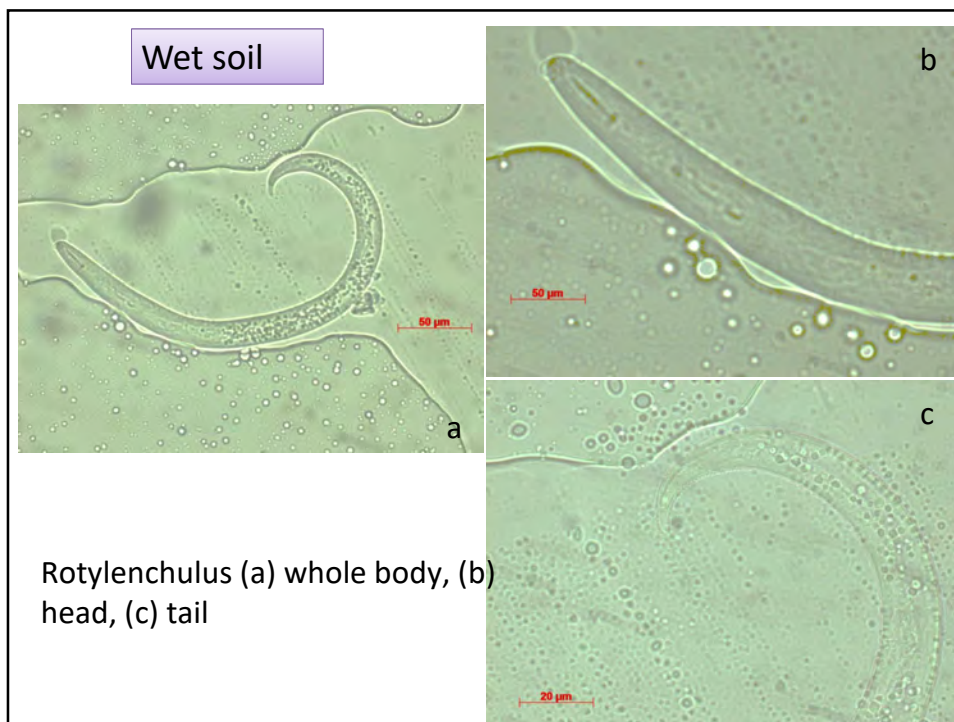 Wet soil
b
50 µm
a
50 µm
c
20 µm
Rotylenchulus (a) whole body, (b)
head, (c) tail